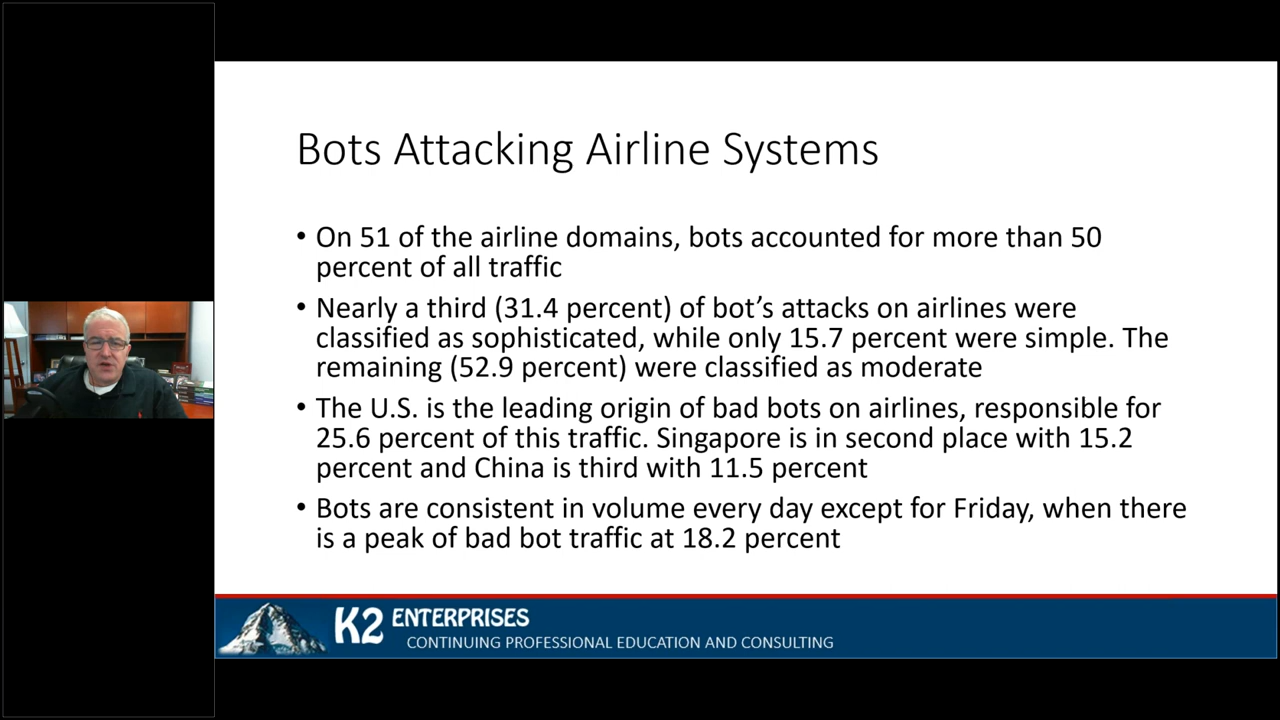 Bots Attacking Airline Systems
• On 51 of the airline domains, bots accounted for more than 50
percent of all traffic
• Nearly a third (31.4 percent) of bot's attacks on airlines were
classified as sophisticated, while only 15.7 percent were simple. The
remaining (52.9 percent) were classified as moderate
• The U.S. is the leading origin of bad bots on airlines, responsible for
25.6 percent of this traffic. Singapore is in second place with 15.2
percent and China is third with 11.5 percent
• Bots are consistent in volume every day except for Friday, when there
is a peak of bad bot traffic at 18.2 percent
K2 ENTERPRISES
CONTINUING PROFESSIONAL EDUCATION AND CONSULTING